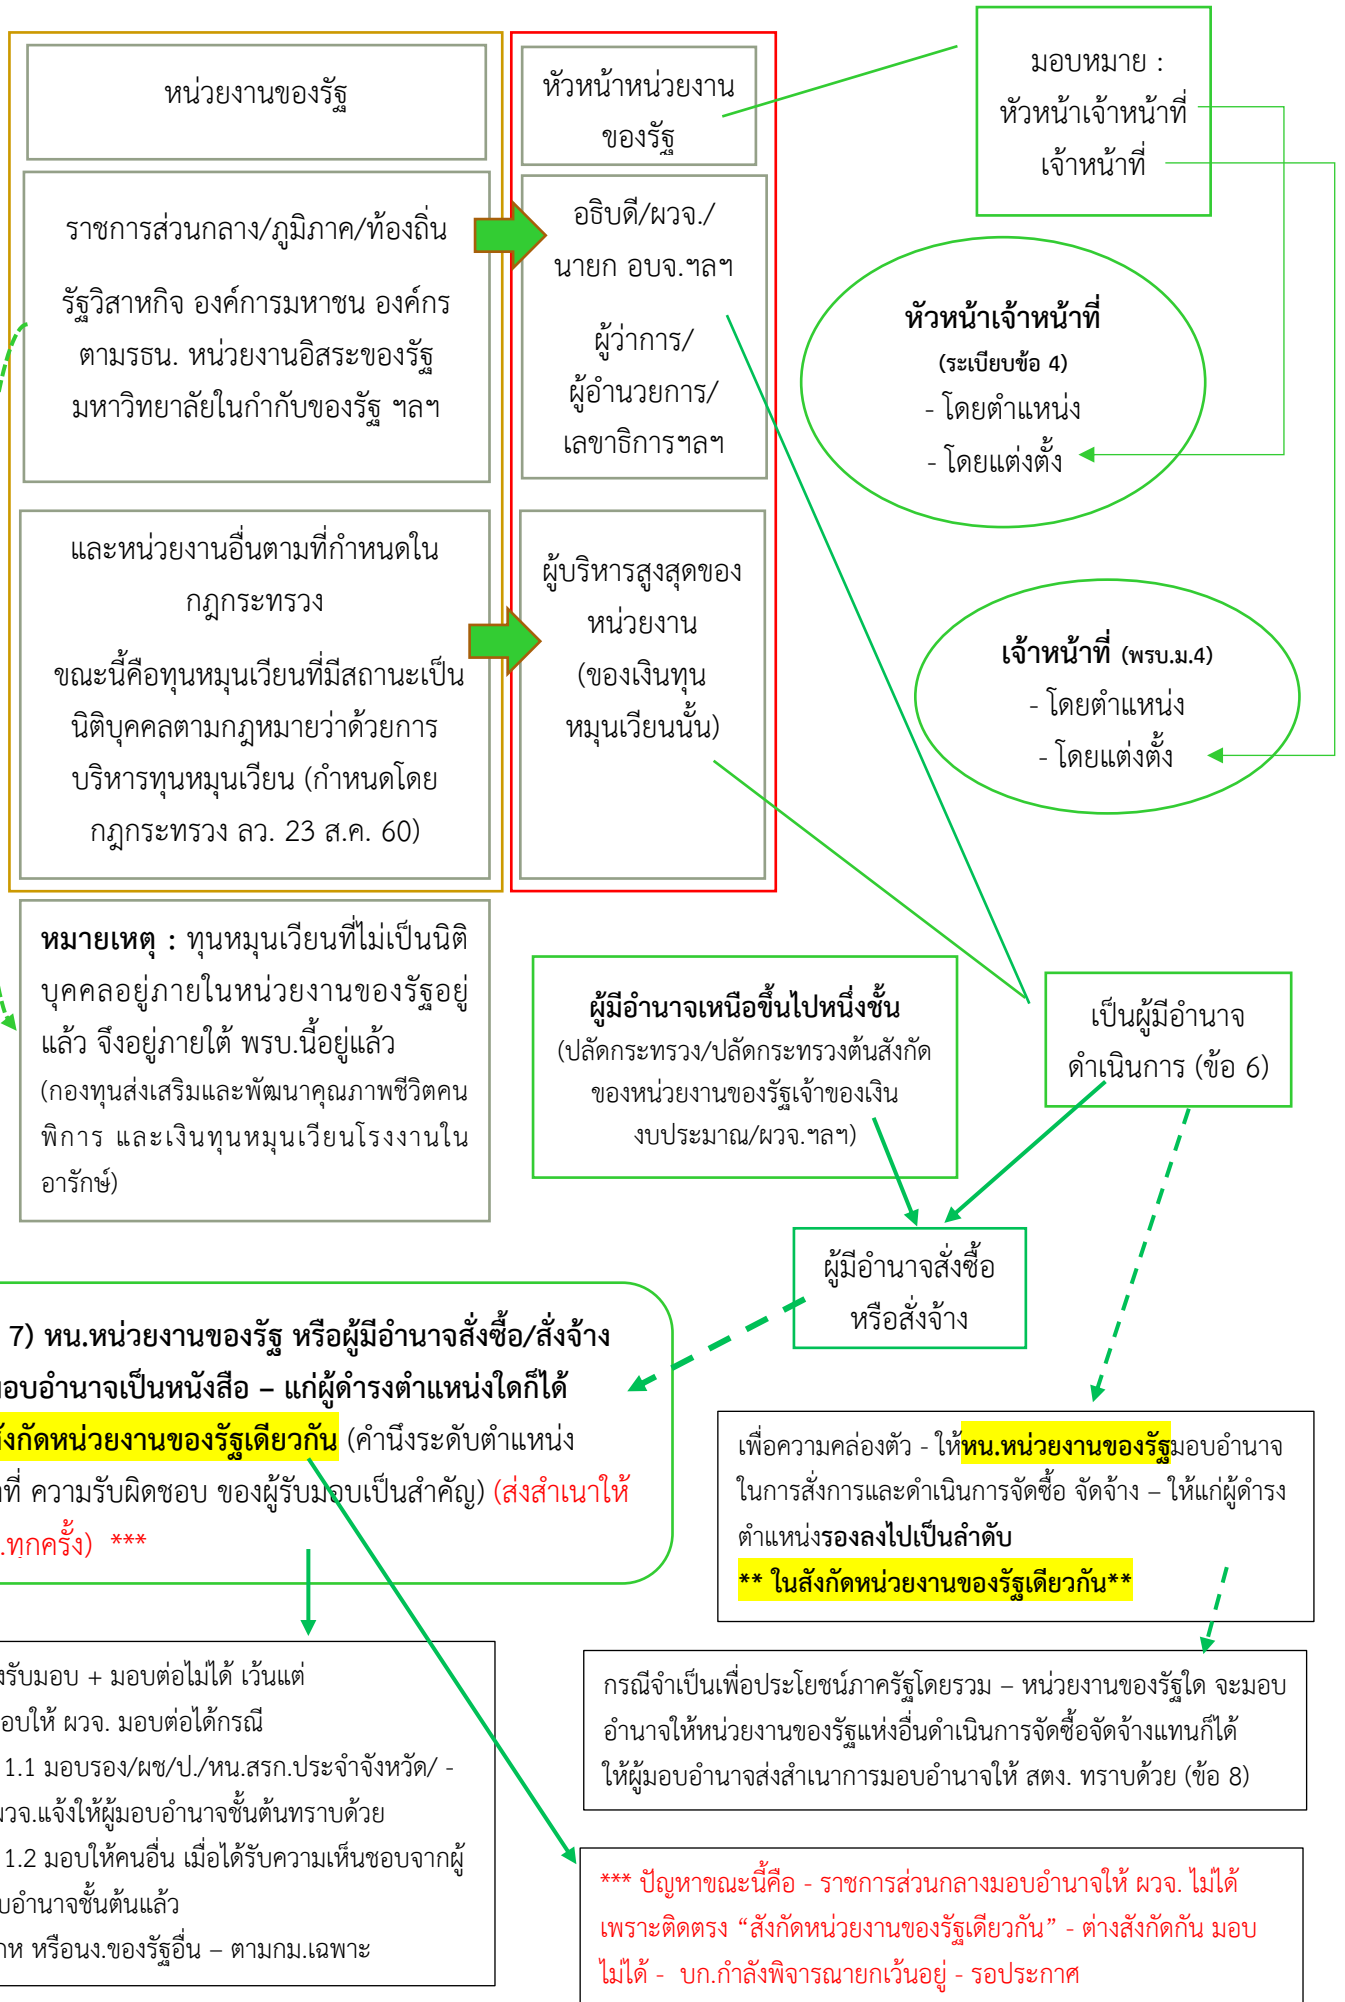 หน่วยงานของรัฐ
หัวหน้าหน่วยงาน
ของรัฐ
มอบหมาย :
หัวหน้าเจ้าหน้าที่
เจ้าหน้าที่
ราชการส่วนกลาง/ภูมิภาค/ท้องถิ่น
รัฐวิสาหกิจ องค์การมหาชน องค์กร
ตามรธน. หน่วยงานอิสระของรัฐ
มหาวิทยาลัยในกำกับของรัฐ ฯลฯ
อธิบดี/ผวจ./
นายก อบจ.ฯลฯ
ผู้ว่าการ/
ผู้อำนวยการ/
เลขาธิการฯลฯ
หัวหน้าเจ้าหน้าที่
(ระเบียบข้อ 4)
- โดยตำแหน่ง
- โดยแต่งตั้ง
และหน่วยงานอื่นตามที่กำหนดใน
กฎกระทรวง
ขณะนี้คือทุนหมุนเวียนที่มีสถานะเป็น
นิติบุคคลตามกฎหมายว่าด้วยการ
บริหารทุนหมุนเวียน (กำหนดโดย
กฎกระทรวง ลว. 23 ส.ค. 60)
ผู้บริหารสูงสุดของ
หน่วยงาน
(ของเงินทุน
หมุนเวียนนั้น)
เจ้าหน้าที่ (พรบ.ม.4)
- โดยตำแหน่ง
- โดยแต่งตั้ง
หมายเหตุ : ทุนหมุนเวียนที่ไม่เป็นนิติ
บุคคลอยู่ภายในหน่วยงานของรัฐอยู่
แล้ว จึงอยู่ภายใต้ พรบ.นี้อยู่แล้ว
(กองทุนส่งเสริมและพัฒนาคุณภาพชีวิตคน
พิการ และเงินทุนหมุนเวียนโรงงานใน
อารักษ์)
ผู้มีอำนาจเหนือขึ้นไปหนึ่งชั้น
(ปลัดกระทรวง/ปลัดกระทรวงต้นสังกัด
ของหน่วยงานของรัฐเจ้าของเงิน
งบประมาณ/ผวจ.ฯลฯ)
เป็นผู้มีอำนาจ
ดำเนินการ (ข้อ 6)
ผู้มีอำนาจสั่งซื้อ
หรือสั่งจ้าง
7) หน.หน่วยงานของรัฐ หรือผู้มีอำนาจสั่งซื้อ/สั่งจ้าง
มอบอำนาจเป็นหนังสือ – แก่ผู้ดำรงตำแหน่งใดก็ได้
สังกัดหน่วยงานของรัฐเดียวกัน (คำนึงระดับตำแหน่ง
าที่ ความรับผิดชอบ ของผู้รับมอบเป็นสำคัญ) (ส่งสำเนาให้
.ทุกครั้ง) ***
เพื่อความคล่องตัว - ให้หน.หน่วยงานของรัฐมอบอำนาจ
ในการสั่งการและดำเนินการจัดซื้อ จัดจ้าง – ให้แก่ผู้ดำรง
ตำแหน่งรองลงไปเป็นลำดับ
** ในสังกัดหน่วยงานของรัฐเดียวกัน**
งรับมอบ + มอบต่อไม่ได้ เว้นแต่
อบให้ ผวจ. มอบต่อได้กรณี
1.1 มอบรอง/ผช/ป./หน.สรก.ประจำจังหวัด/ -
ผวจ.แจ้งให้ผู้มอบอำนาจชั้นต้นทราบด้วย
1.2 มอบให้คนอื่น เมื่อได้รับความเห็นชอบจากผู้
บอำนาจชั้นต้นแล้ว
าห หรือนง.ของรัฐอื่น – ตามกม.เฉพาะ
กรณีจำเป็นเพื่อประโยชน์ภาครัฐโดยรวม – หน่วยงานของรัฐใด จะมอบ
อำนาจให้หน่วยงานของรัฐแห่งอื่นดำเนินการจัดซื้อจัดจ้างแทนก็ได้
ให้ผู้มอบอำนาจส่งสำเนาการมอบอำนาจให้ สตง. ทราบด้วย (ข้อ 8)
*** ปัญหาขณะนี้คือ - ราชการส่วนกลางมอบอำนาจให้ ผวจ. ไม่ได้
เพราะติดตรง “สังกัดหน่วยงานของรัฐเดียวกัน” - ต่างสังกัดกัน มอบ
ไม่ได้ - บก.กำลังพิจารณายกเว้นอยู่ - รอประกาศ